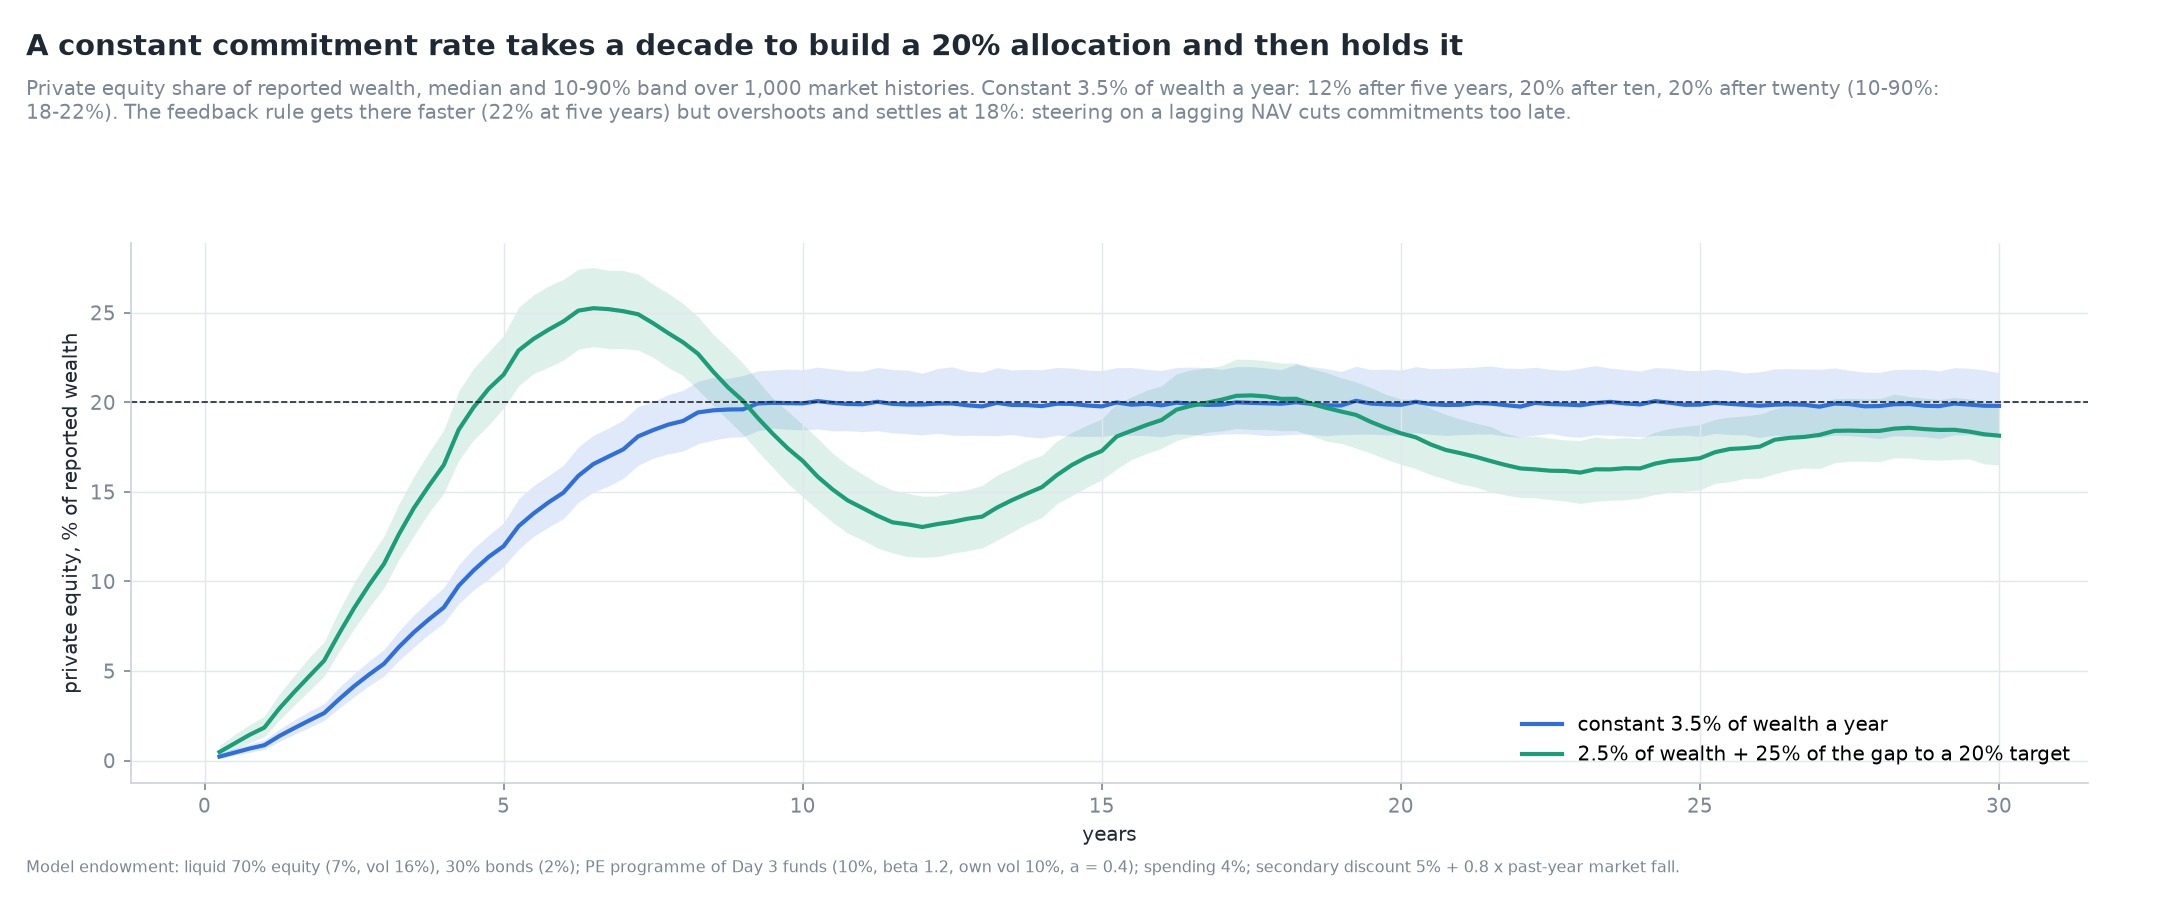 A constant commitment rate takes a decade to build a 20% allocation and then holds it
Private equity share of reported wealth, median and 10-90% band over 1,000 market histories. Constant 3.5% of wealth a year: 12% after five years, 20% after ten, 20% after twenty (10-90%:
18-22%). The feedback rule gets there faster (22% at five years) but overshoots and settles at 18%: steering on a lagging NAV cuts commitments too late.
private equity, % of reported wealth
25
20
15
10
5
0
constant 3.5% of wealth a year
2.5% of wealth + 25% of the gap to a 20% target
0 5 10 15 20 25 30
years
Model endowment: liquid 70% equity (7%, vol 16%), 30% bonds (2%); PE programme of Day 3 funds (10%, beta 1.2, own vol 10%, a = 0.4); spending 4%; secondary discount 5% + 0.8 x past-year market fall.